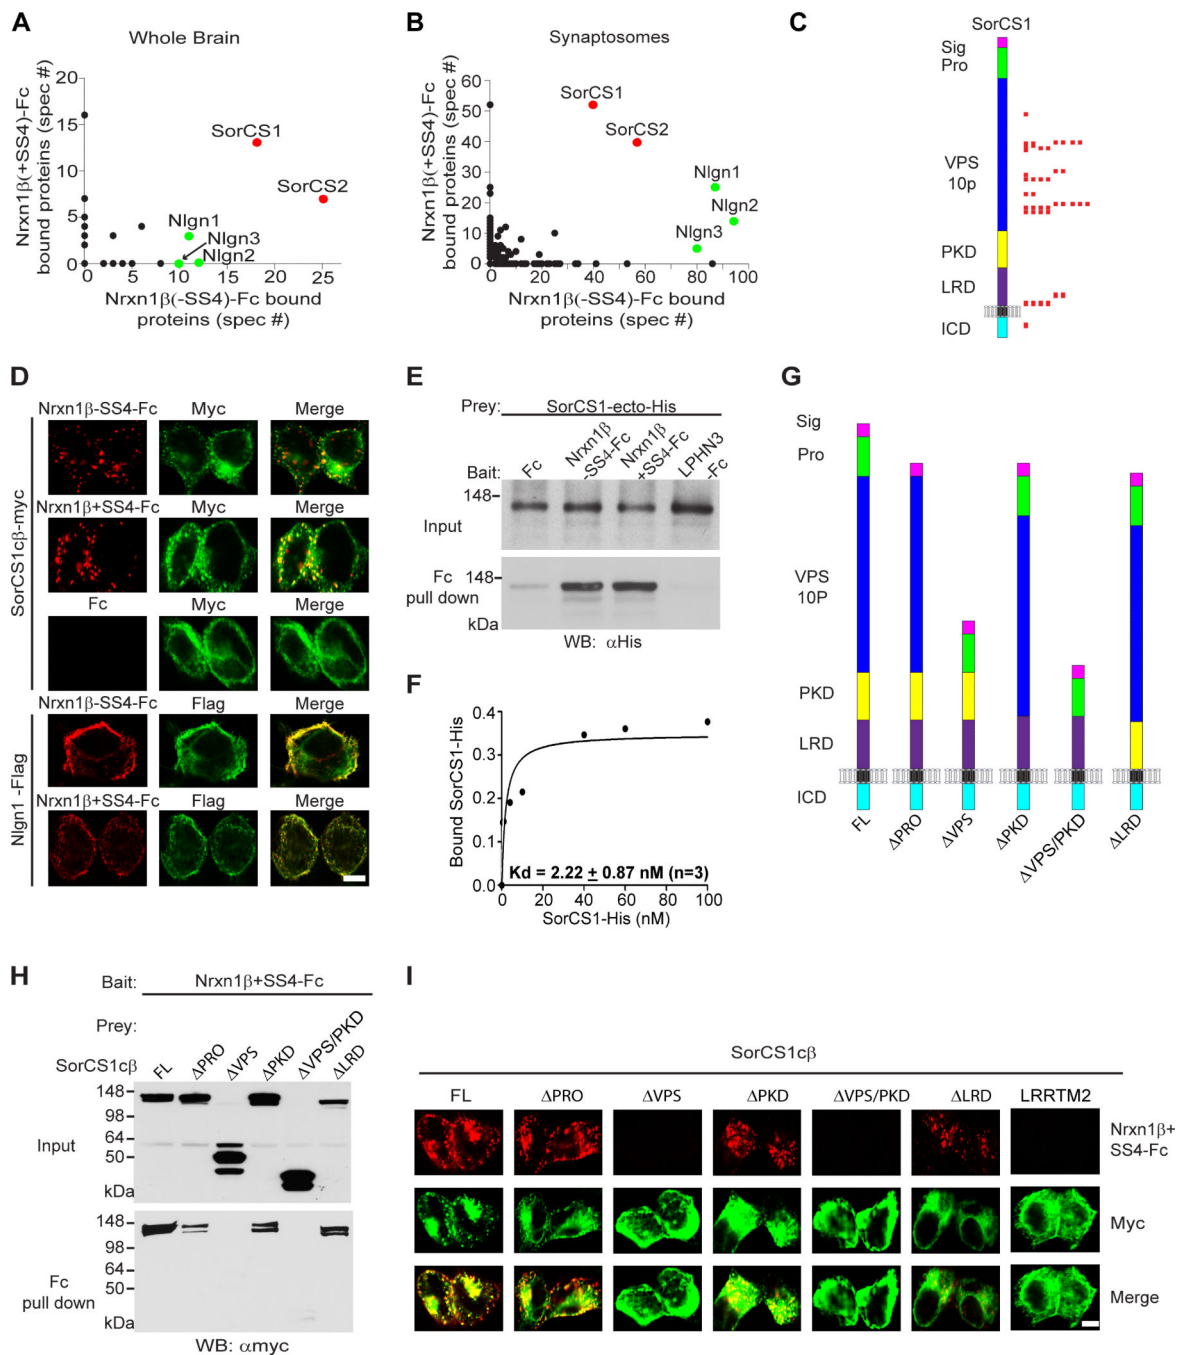 A
Whole Brain
Nrxn1β(+SS4)-Fc
bound proteins (spec #)
20
15
10
5
0
SorCS1
SorCS2
Nlgn1
Nlgn3
Nlgn2
0 5 10 15 20 25
Nrxn1β(-SS4)-Fc bound
proteins (spec #)
B
Synaptosomes
Nrxn1β(+SS4)-Fc
bound proteins (spec #)
60
50
40
30
20
10
0
SorCS1
SorCS2
Nlgn1
Nlgn2
Nlgn3
0 20 40 60 80 100
Nrxn1β(-SS4)-Fc bound
proteins (spec #)
C
SorCS1
Sig
Pro
VPS
10p
PKD
LRD
ICD
D
SorCS1cβ-myc
Nrxn1β-SS4-Fc Myc Merge
Nrxn1β+SS4-Fc Myc Merge
Fc Myc Merge
Nlgn1 -Flag
Nrxn1β-SS4-Fc Flag Merge
Nrxn1β+SS4-Fc Flag Merge
E
Prey: SorCS1-ecto-His
Bait: Fc Nrxn1β -SS4-Fc Nrxn1β +SS4-Fc LPHN3 -Fc
148
Input
148
Fc
pull down
kDa
WB: αHis
F
Bound SorCS1-His
0.4
0.3
0.2
0.1
0.0
Kd = 2.22 ± 0.87 nM (n=3)
0 20 40 60 80 100
SorCS1-His (nM)
G
Sig
Pro
VPS
10P
PKD
LRD
ICD
FL ΔPRO ΔVPS ΔPKD ΔVPS/PKD ΔLRD
H
Bait: Nrxn1β+SS4-Fc
Prey:
SorCS1cβ FL ΔPRO ΔVPS ΔPKD ΔVPS/PKD ΔLRD
148
98
64
Input
50
kDa
148
98
64
50
Fc
pull down
kDa
WB: αmyc
I
SorCS1cβ
FL ΔPRO ΔVPS ΔPKD ΔVPS/PKD ΔLRD LRRTM2
Nrxn1β+
SS4-Fc
Myc
Merge